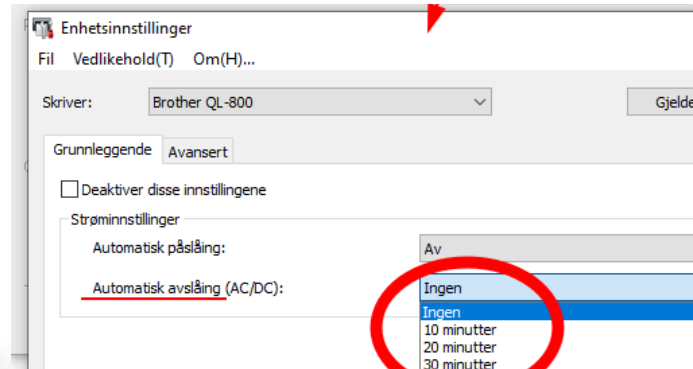 Enhetsinnstillinger
Fil Vedlikehold(T) Om(H)...
Skriver: Brother QL-800
Grunnleggende Avansert
Deaktiver disse innstillingene
Strøminnstillinger
Automatisk påslåing: Av
Automatisk avslåing (AC/DC): Ingen
Ingen
10 minutter
20 minutter
30 minutter